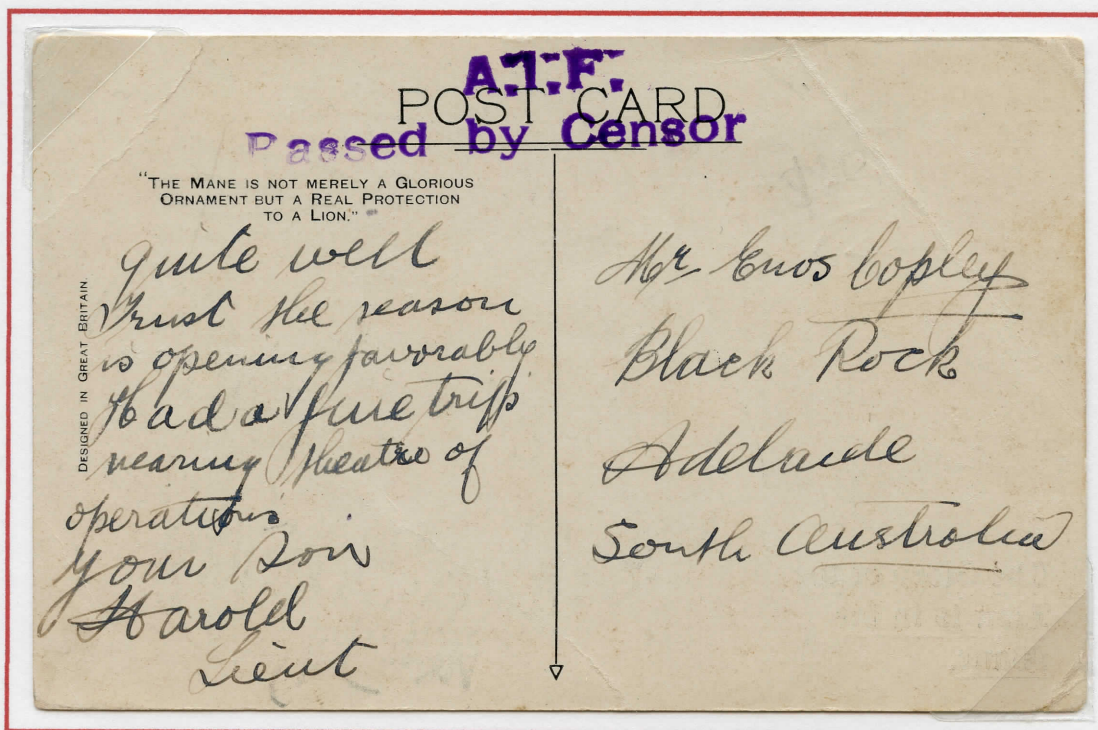 A.I.F.
POST CARD
Passed by Censor
"THE MANE IS NOT MERELY A GLORIOUS
ORNAMENT BUT A REAL PROTECTION
TO A LION."
DESIGNED IN GREAT BRITAIN.
quite well
Trust the season
is opening favorably
Had a fine trip
nearing theatre of
operations
your son
Harold
Lieut
Mr Enos Copley
Black Rock
Adelaide
South Australia